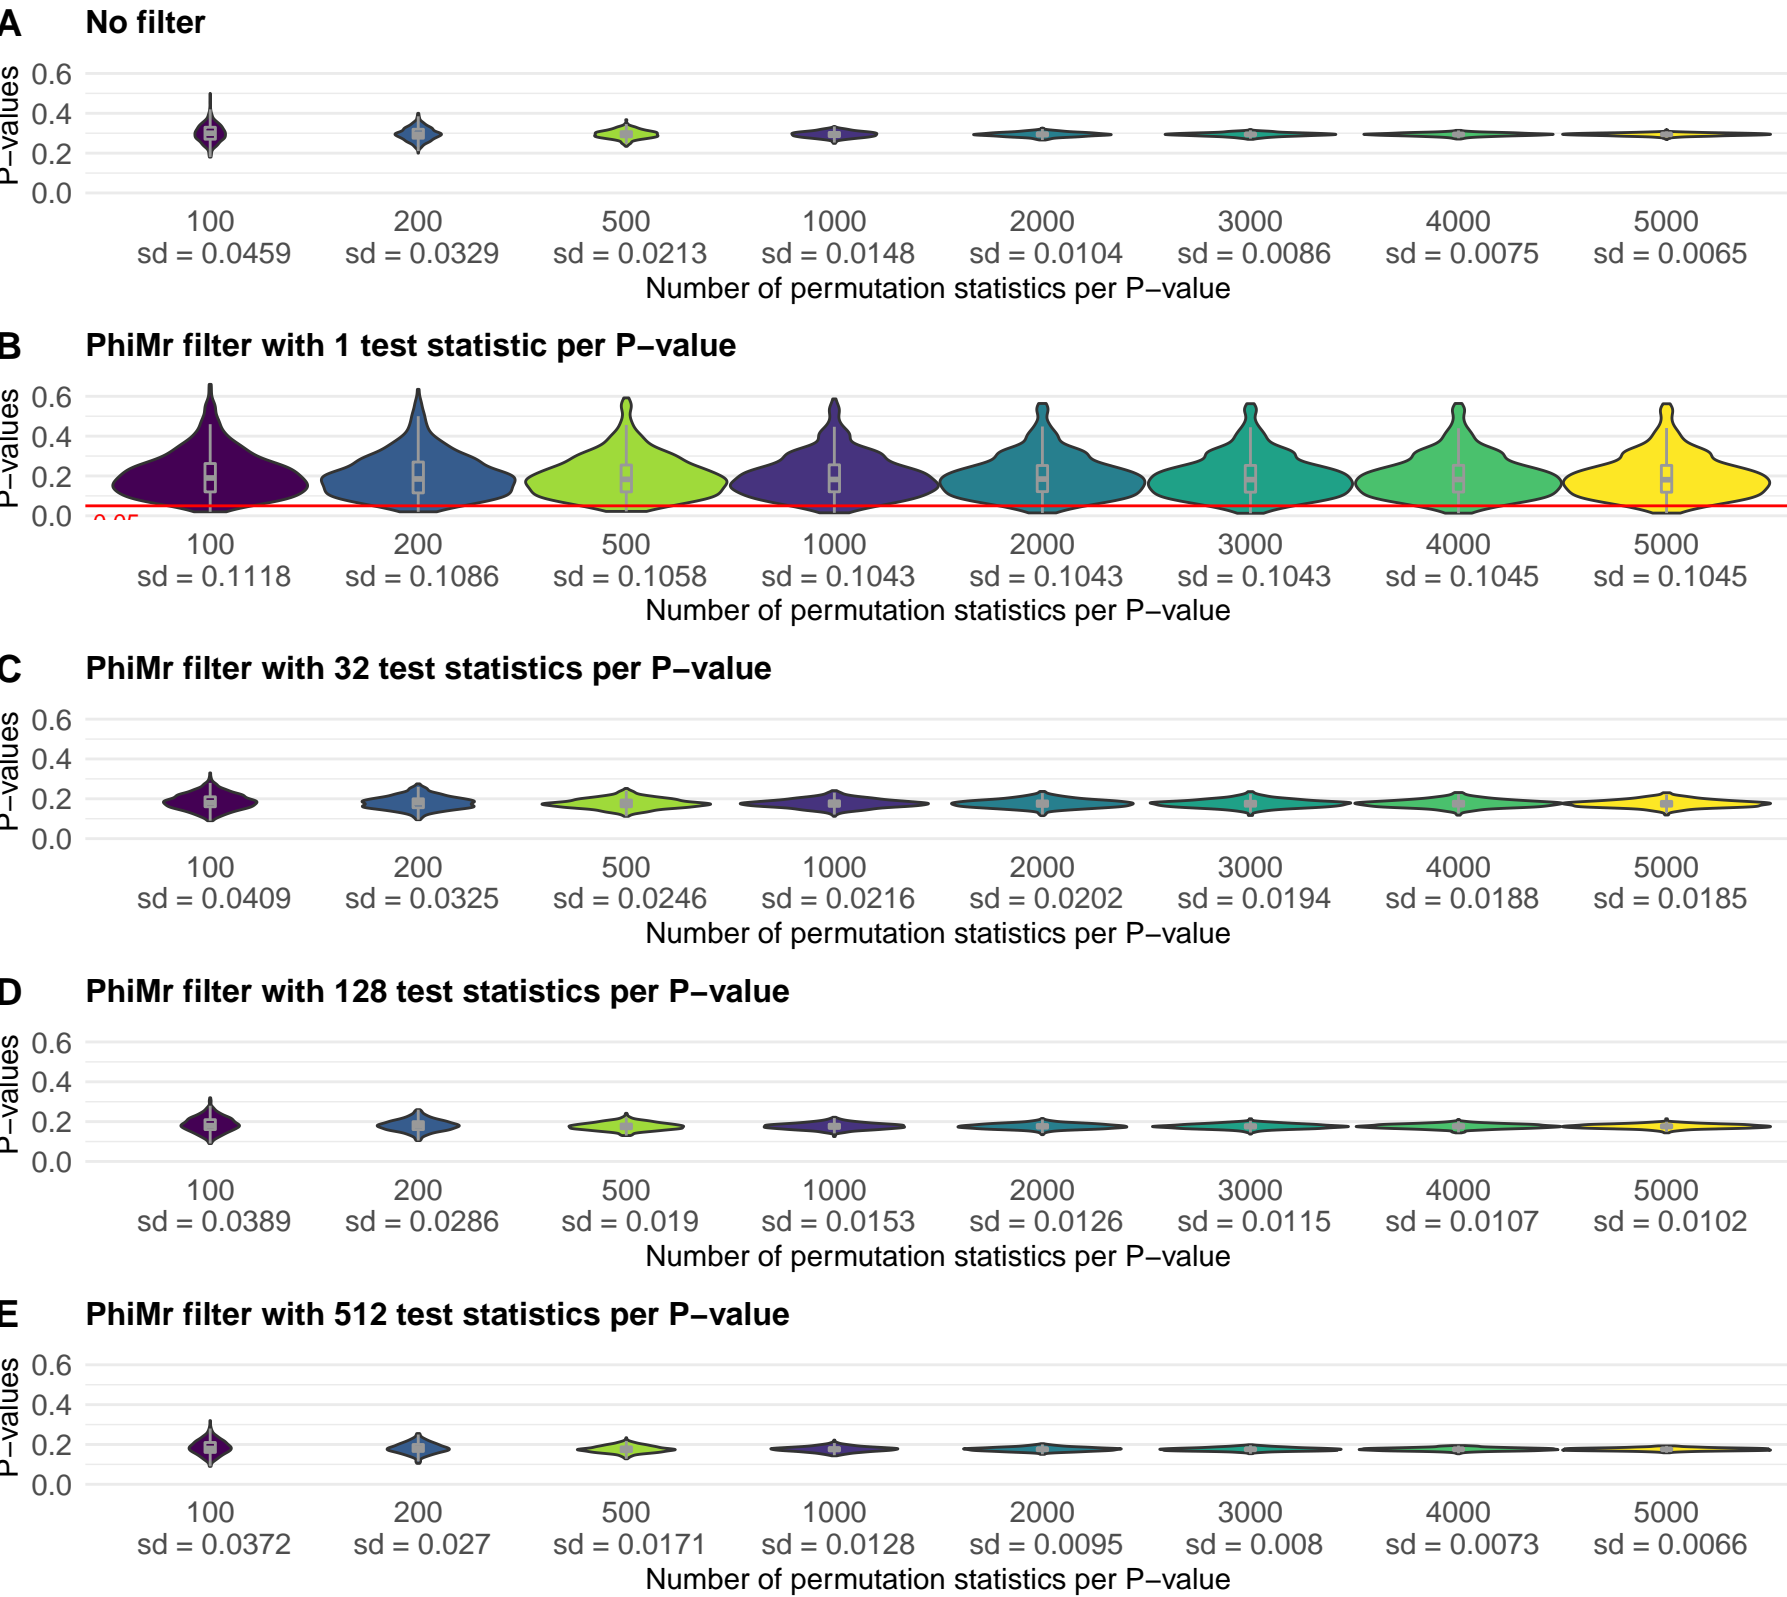 A No filter
P–values
0.6
0.4
0.2
0.0
100 200 500 1000 2000 3000 4000 5000
sd = 0.0459 sd = 0.0329 sd = 0.0213 sd = 0.0148 sd = 0.0104 sd = 0.0086 sd = 0.0075 sd = 0.0065
Number of permutation statistics per P–value
B PhiMr filter with 1 test statistic per P–value
P–values
0.6
0.4
0.2
0.0
0.05
100 200 500 1000 2000 3000 4000 5000
sd = 0.1118 sd = 0.1086 sd = 0.1058 sd = 0.1043 sd = 0.1043 sd = 0.1043 sd = 0.1045 sd = 0.1045
Number of permutation statistics per P–value
C PhiMr filter with 32 test statistics per P–value
P–values
0.6
0.4
0.2
0.0
100 200 500 1000 2000 3000 4000 5000
sd = 0.0409 sd = 0.0325 sd = 0.0246 sd = 0.0216 sd = 0.0202 sd = 0.0194 sd = 0.0188 sd = 0.0185
Number of permutation statistics per P–value
D PhiMr filter with 128 test statistics per P–value
P–values
0.6
0.4
0.2
0.0
100 200 500 1000 2000 3000 4000 5000
sd = 0.0389 sd = 0.0286 sd = 0.019 sd = 0.0153 sd = 0.0126 sd = 0.0115 sd = 0.0107 sd = 0.0102
Number of permutation statistics per P–value
E PhiMr filter with 512 test statistics per P–value
P–values
0.6
0.4
0.2
0.0
100 200 500 1000 2000 3000 4000 5000
sd = 0.0372 sd = 0.027 sd = 0.0171 sd = 0.0128 sd = 0.0095 sd = 0.008 sd = 0.0073 sd = 0.0066
Number of permutation statistics per P–value